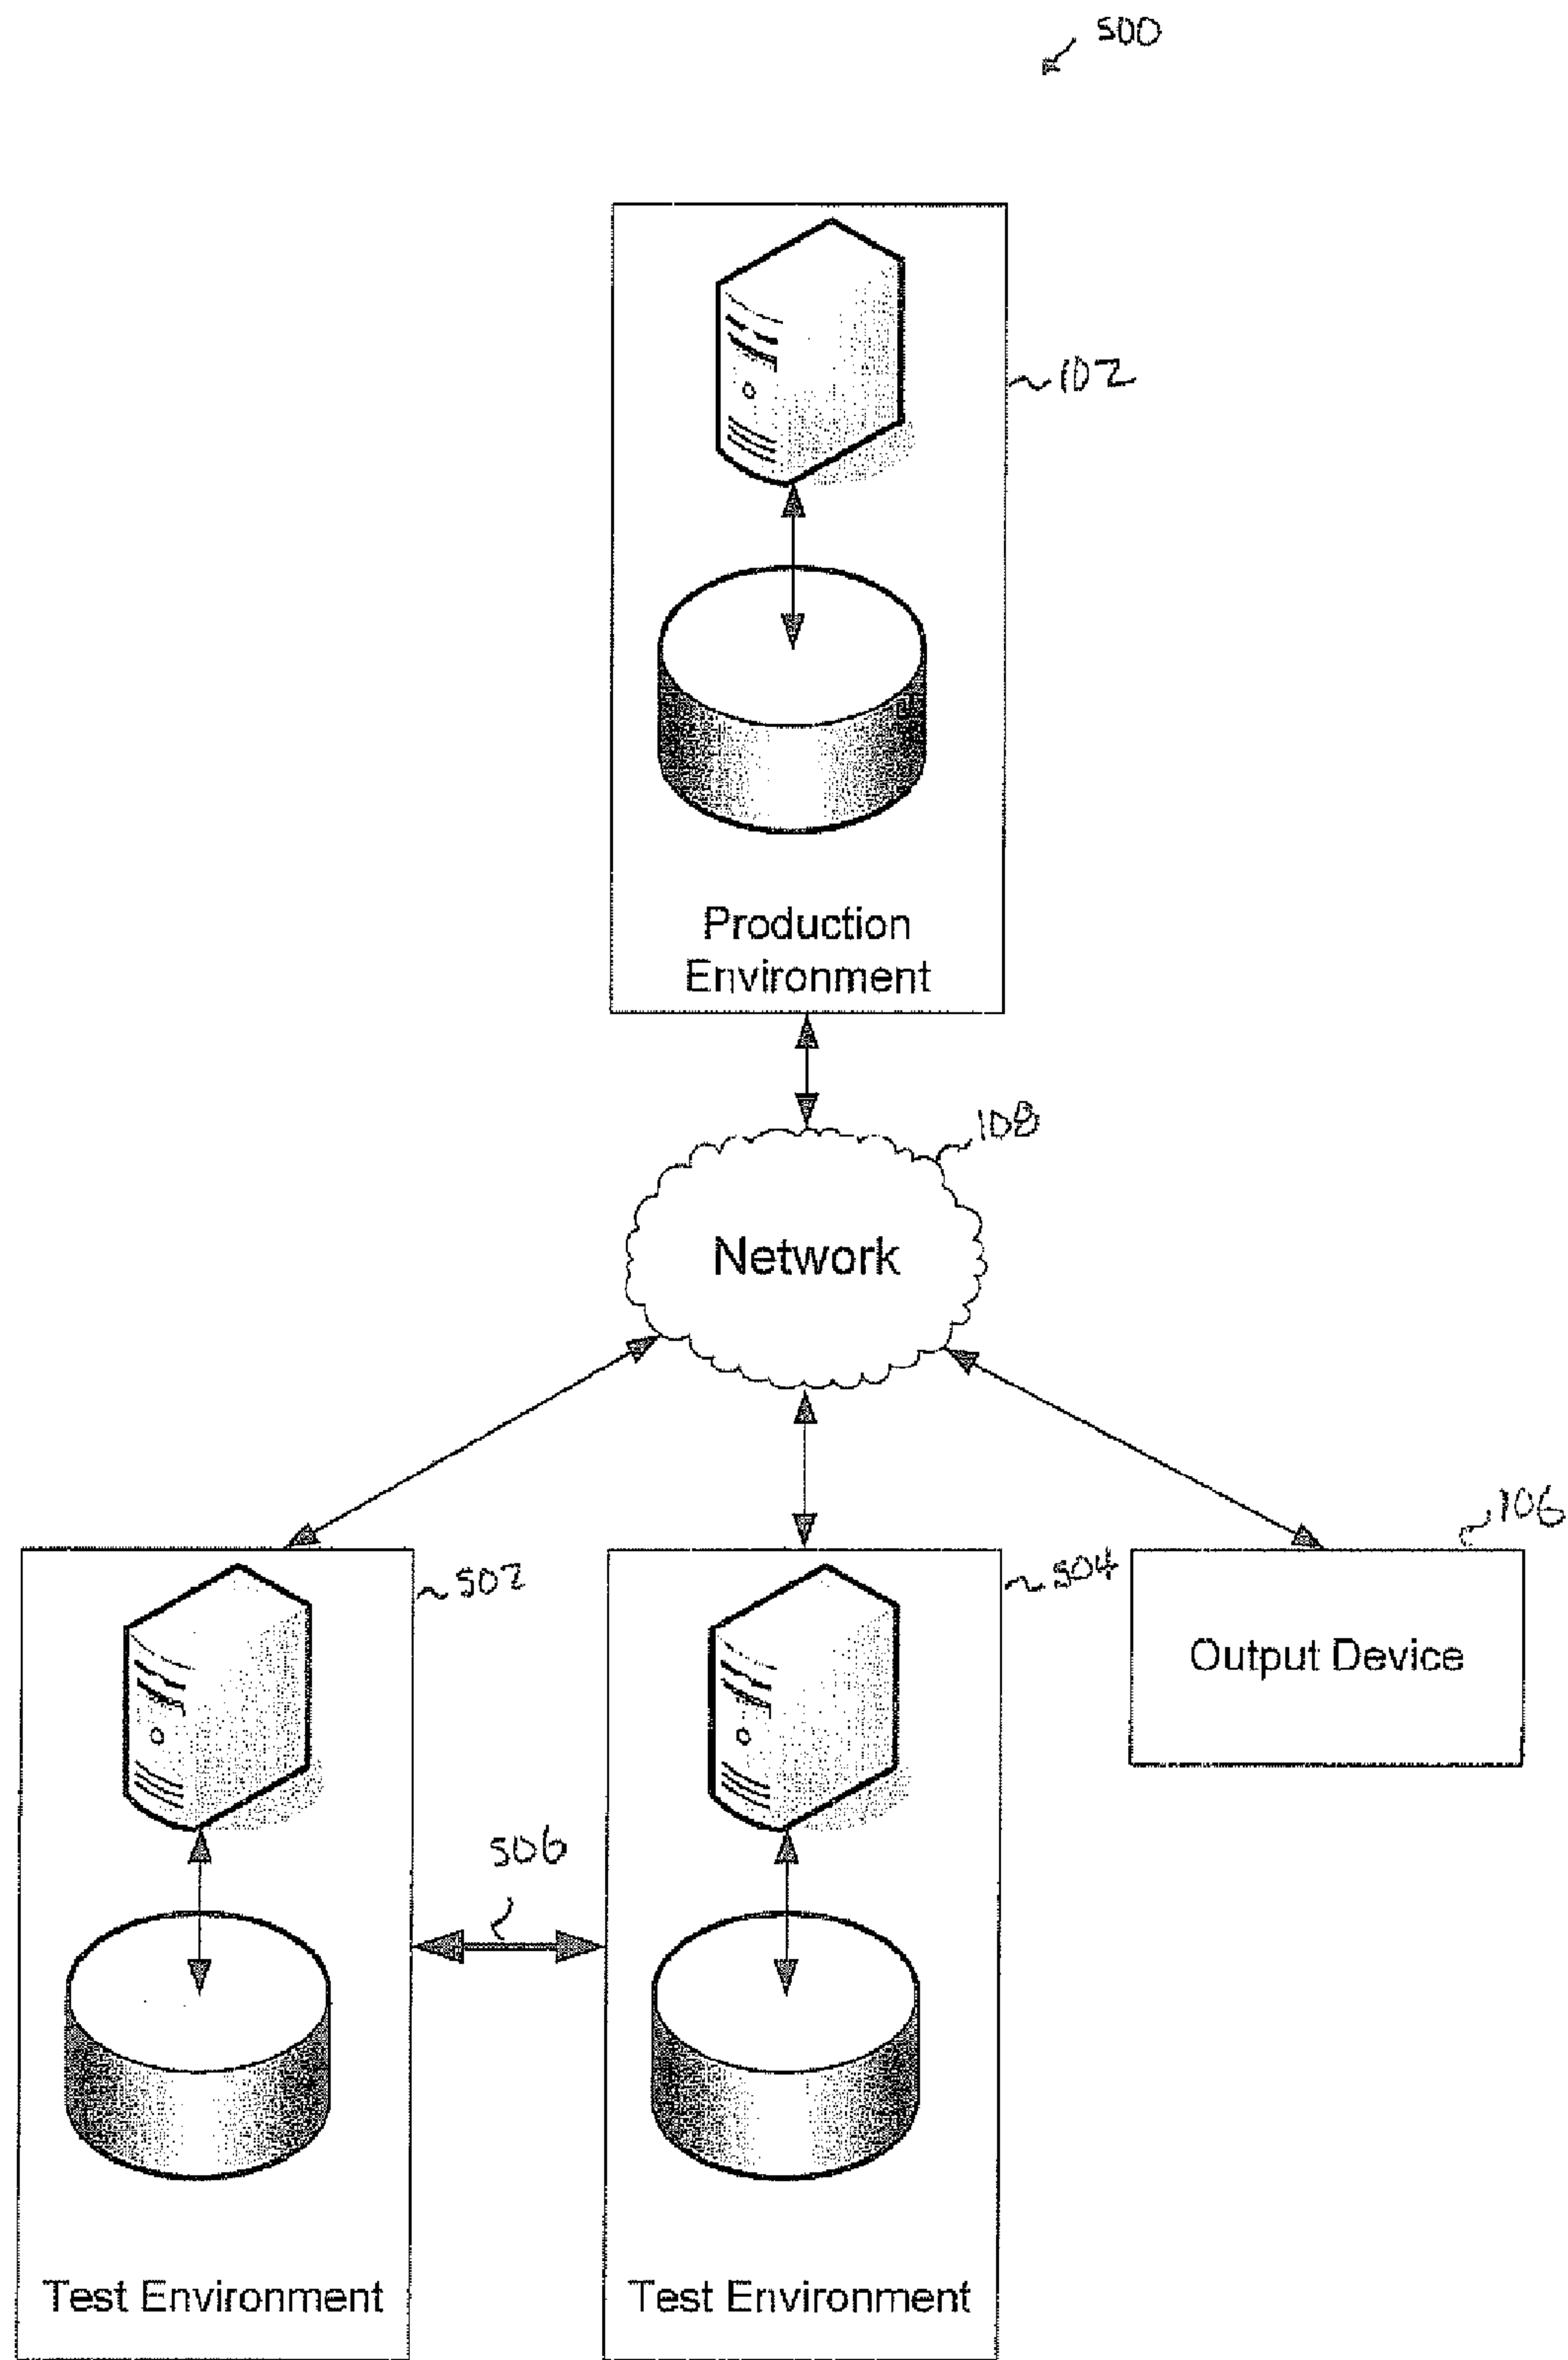 500
102
Production
Environment
108
Network
106
502
504
Output Device
506
Test Environment
Test Environment